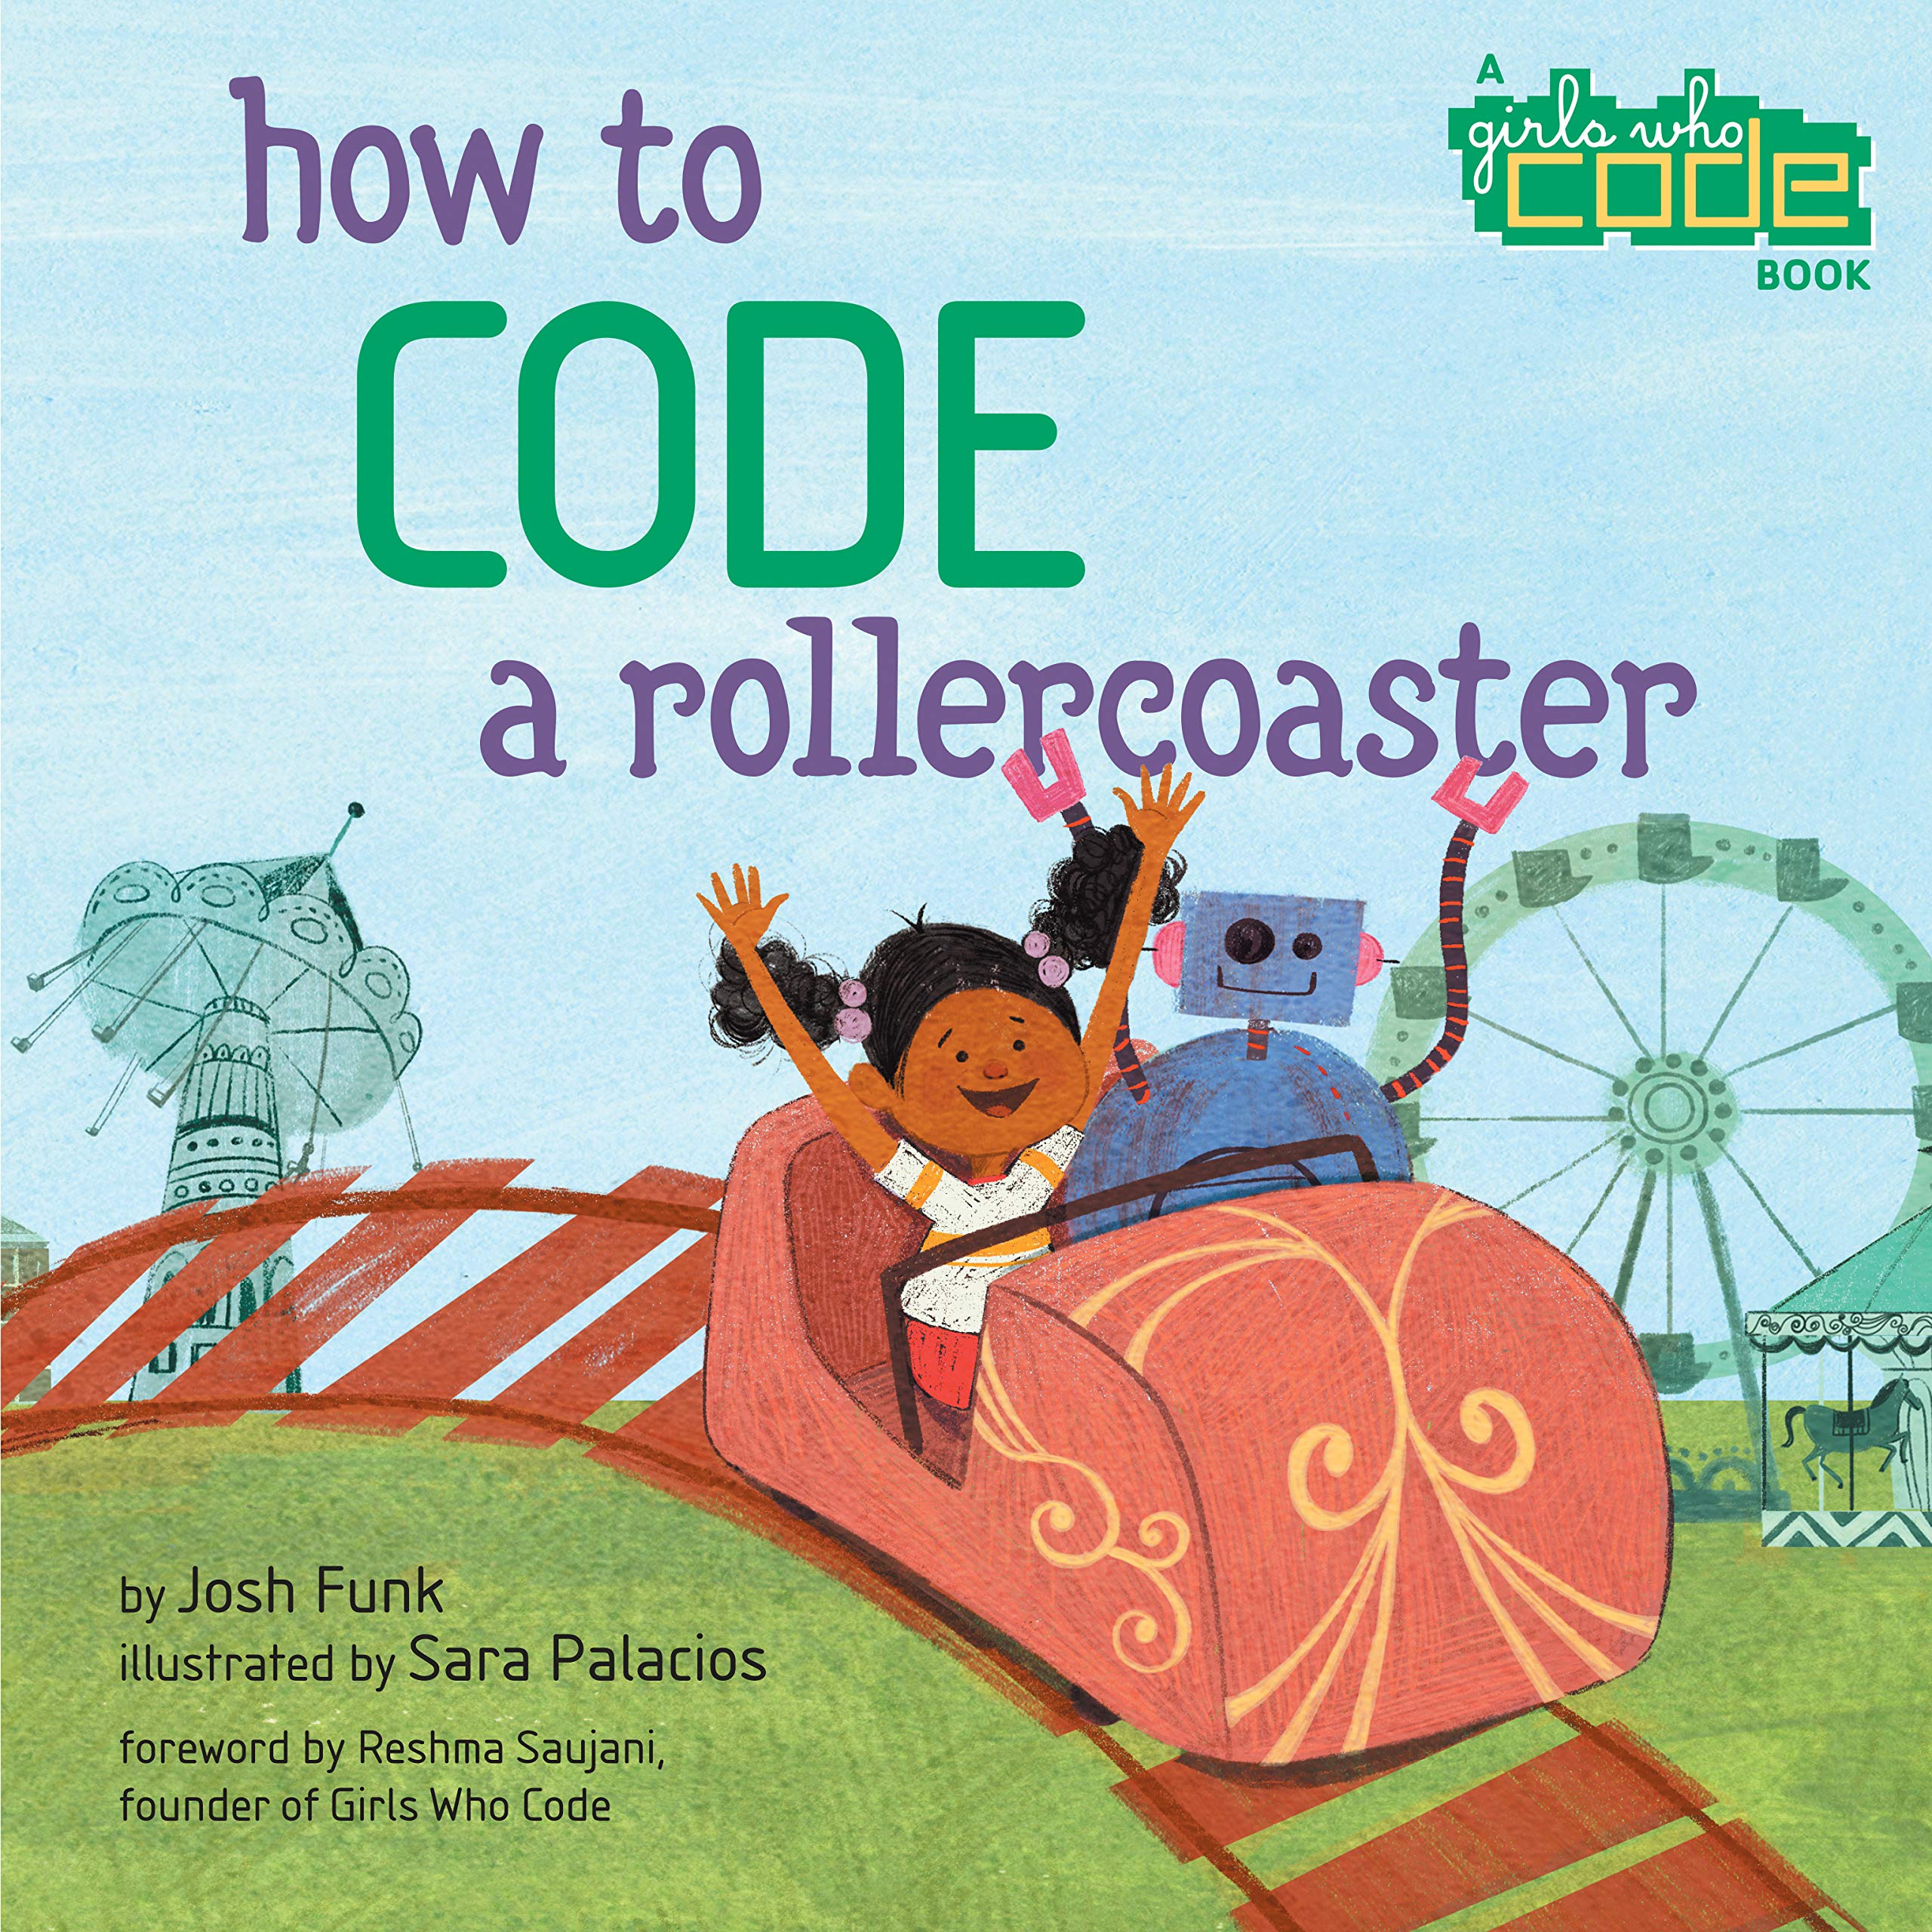 how to
CODE
a rollercoaster
A
girls who
code
BOOK
by Josh Funk
illustrated by Sara Palacios
foreword by Reshma Saujani,
founder of Girls Who Code